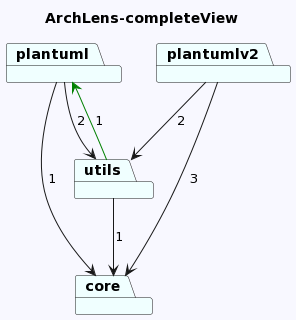 ArchLens-completeView
plantuml
plantumlv2
2
1
2
utils
1
3
1
core